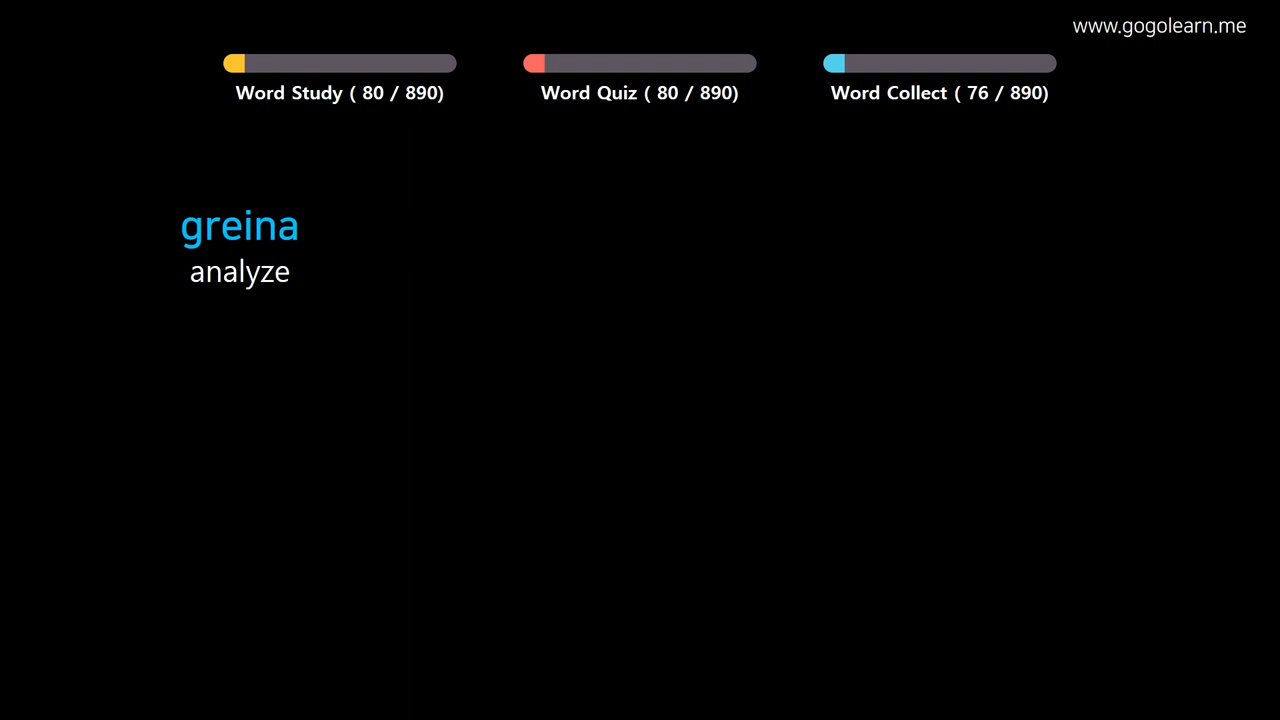 www.gogolearn.me
Word Study ( 80 / 890)
Word Quiz ( 80 / 890)
Word Collect ( 76 / 890)
greina
analyze